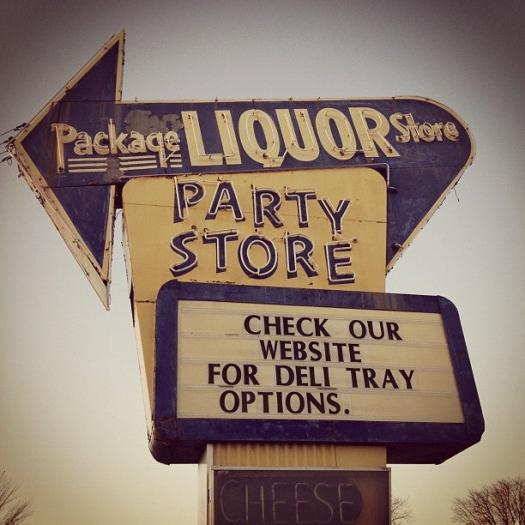 Package LIQUOR Store
PARTY
STORE
CHECK OUR
WEBSITE
FOR DELI TRAY
OPTIONS.
CHEESE